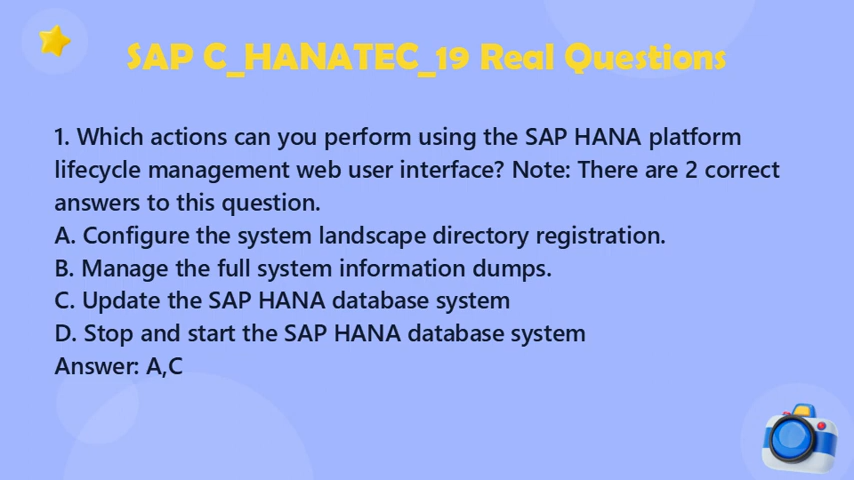 SAP C_HANATEC_19 Real Questions
1. Which actions can you perform using the SAP HANA platform
lifecycle management web user interface? Note: There are 2 correct
answers to this question.
A. Configure the system landscape directory registration.
B. Manage the full system information dumps.
C. Update the SAP HANA database system
D. Stop and start the SAP HANA database system
Answer: A,C